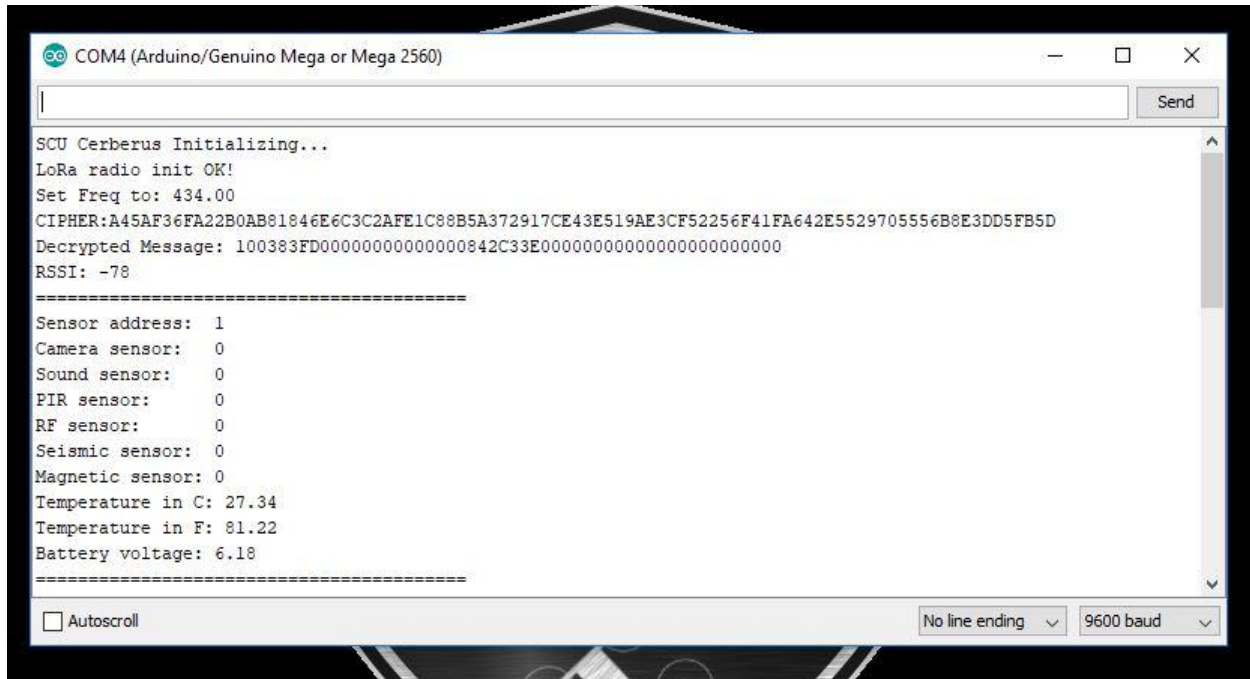 COM4 (Arduino/Genuino Mega or Mega 2560)
Send
SCU Cerberus Initializing...
LoRa radio init OK!
Set Freq to: 434.00
CIPHER:A45AF36FA22B0AB81846E6C3C2AFE1C88B5A372917CE43E519AE3CF52256F41FA642E5529705556B8E3DD5FB5D
Decrypted Message: 100383FD00000000000000842C33E000000000000000000000000
RSSI: -78
=========================================
Sensor address: 1
Camera sensor: 0
Sound sensor: 0
PIR sensor: 0
RF sensor: 0
Seismic sensor: 0
Magnetic sensor: 0
Temperature in C: 27.34
Temperature in F: 81.22
Battery voltage: 6.18
=========================================
Autoscroll
No line ending
9600 baud